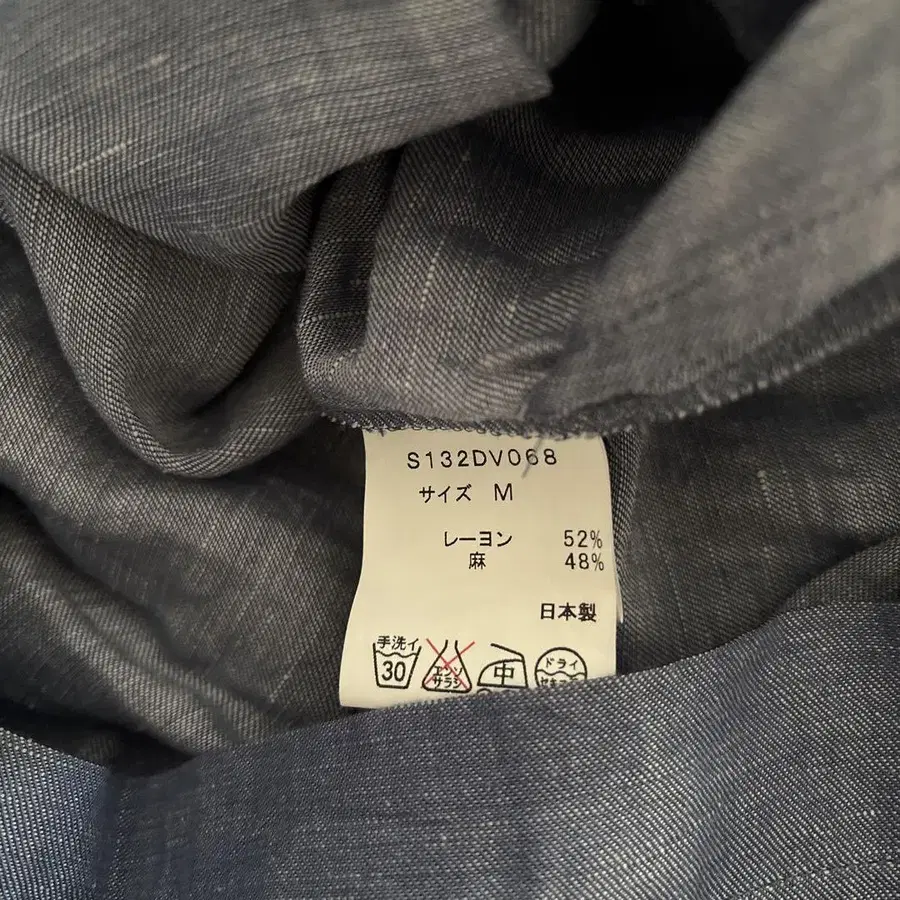 S132DV068
サイズ M
レーヨン 52%
麻 48%
日本製
手洗イ
30
エンソ
サラシ
中
ドライ